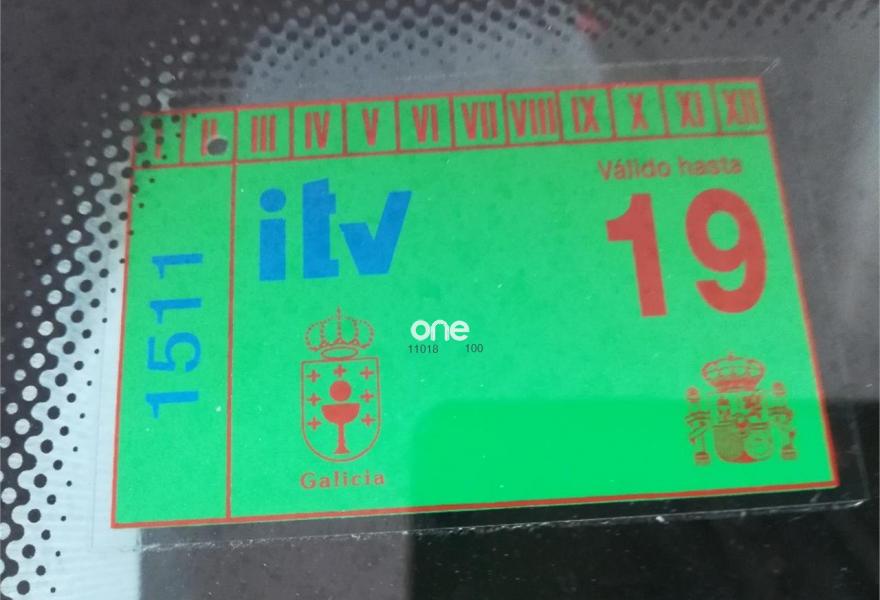 I II III IV V VI VII VIII IX X XI XII
Válido hasta
itv
19
1511
one
11018 100
Galicia